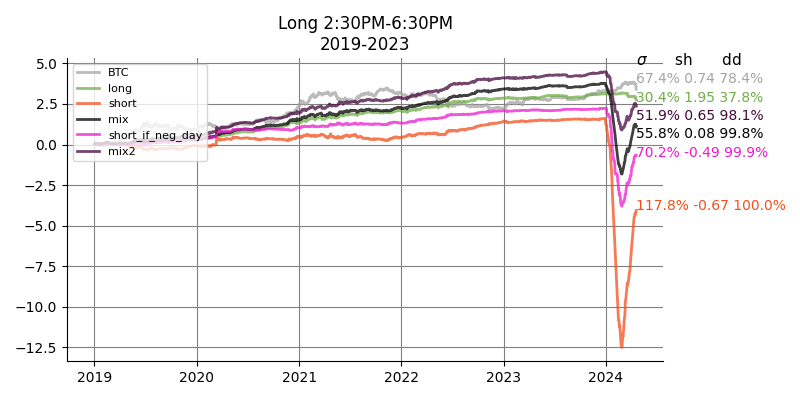 Long 2:30PM-6:30PM
2019-2023
σ sh dd
67.4% 0.74 78.4%
30.4% 1.95 37.8%
51.9% 0.65 98.1%
55.8% 0.08 99.8%
70.2% -0.49 99.9%
117.8% -0.67 100.0%
BTC
long
short
mix
short_if_neg_day
mix2
5.0
2.5
0.0
−2.5
−5.0
−7.5
−10.0
−12.5
2019 2020 2021 2022 2023 2024